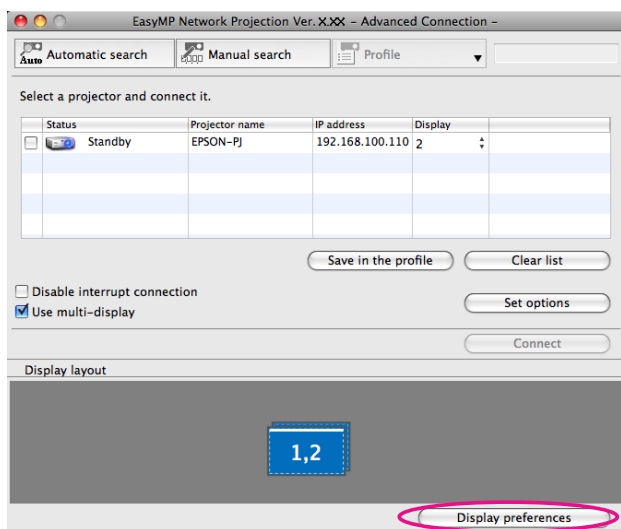 EasyMP Network Projection Ver. X.XX – Advanced Connection –
Auto Automatic search Manual search Profile
Select a projector and connect it.
Status Projector name IP address Display
Standby EPSON-PJ 192.168.100.110 2
Save in the profile Clear list
Disable interrupt connection
Set options
Use multi-display
Connect
Display layout
1,2
Display preferences